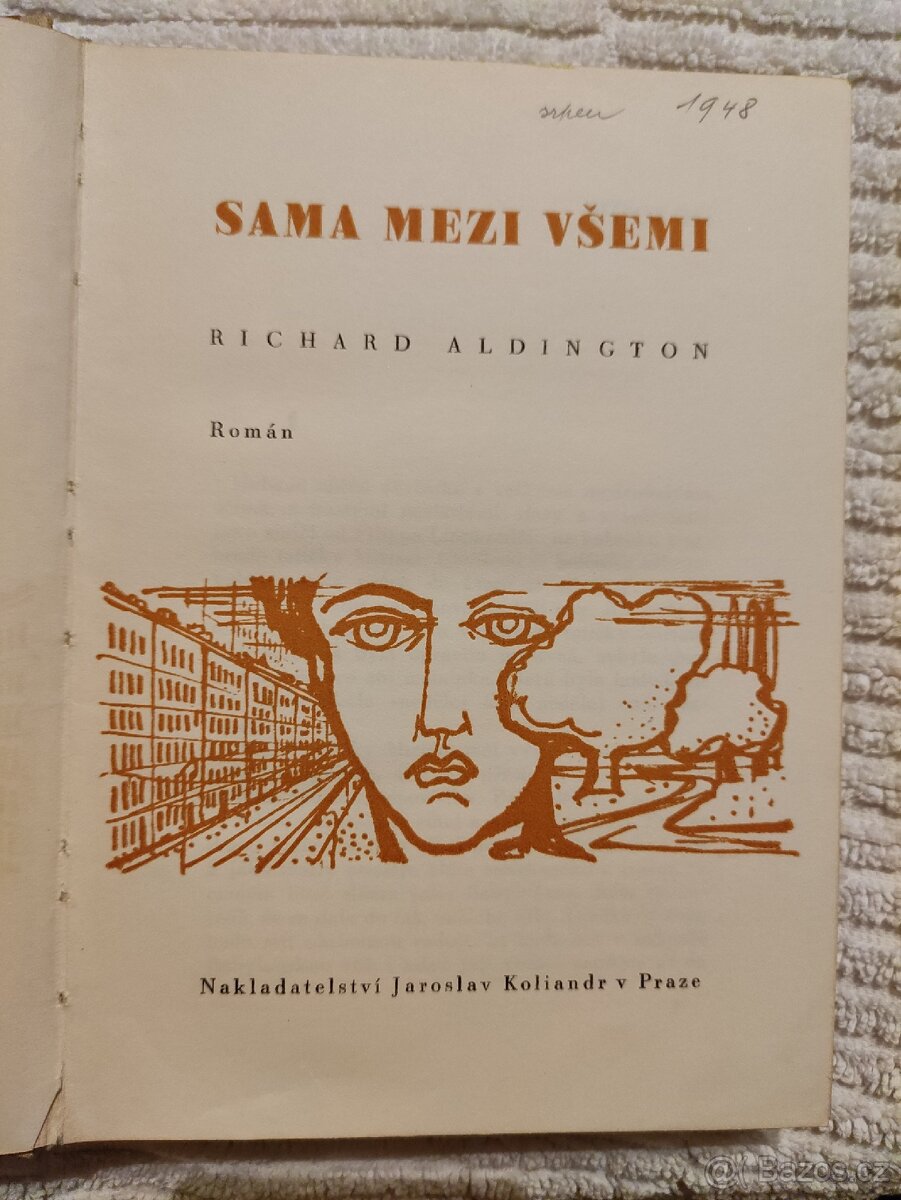 srpen 1948
SAMA MEZI VŠEMI
RICHARD ALDINGTON
Román
Nakladatelství Jaroslav Koliandr v Praze
@ Bazos.cz